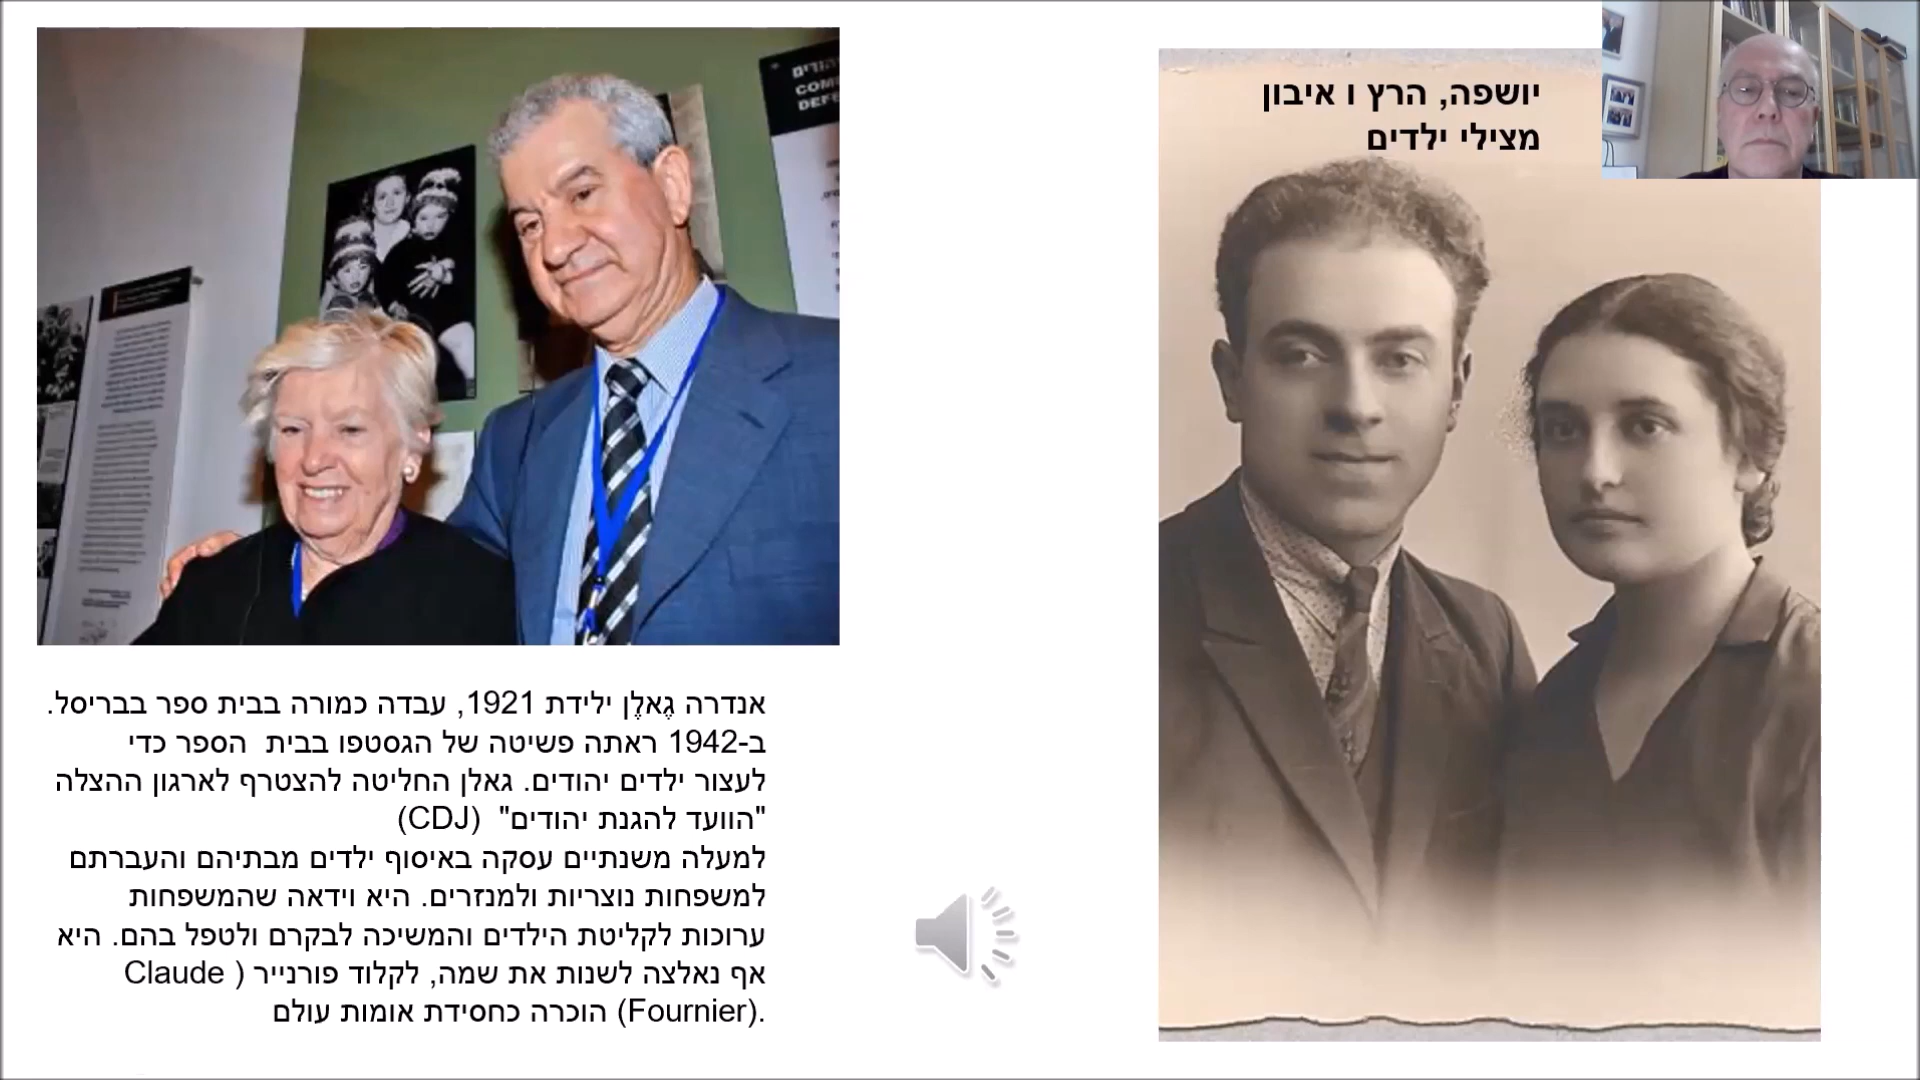 יושפה, הרץ ו איבון
מצילי ילדים
COM
DEFE
אנדרה גֶאלֶן ילידת 1921, עבדה כמורה בבית ספר בבריסל.
ב-1942 ראתה פשיטה של הגסטפו בבית הספר כדי
לעצור ילדים יהודים. גאלן החליטה להצטרף לארגון ההצלה
"הוועד להגנת יהודים" (CDJ)
למעלה משנתיים עסקה באיסוף ילדים מבתיהם והעברתם
למשפחות נוצריות ולמנזרים. היא וידאה שהמשפחות
ערוכות לקליטת הילדים והמשיכה לבקרם ולטפל בהם. היא
אף נאלצה לשנות את שמה, לקלוד פורנייר ( Claude
Fournier). הוכרה כחסידת אומות עולם